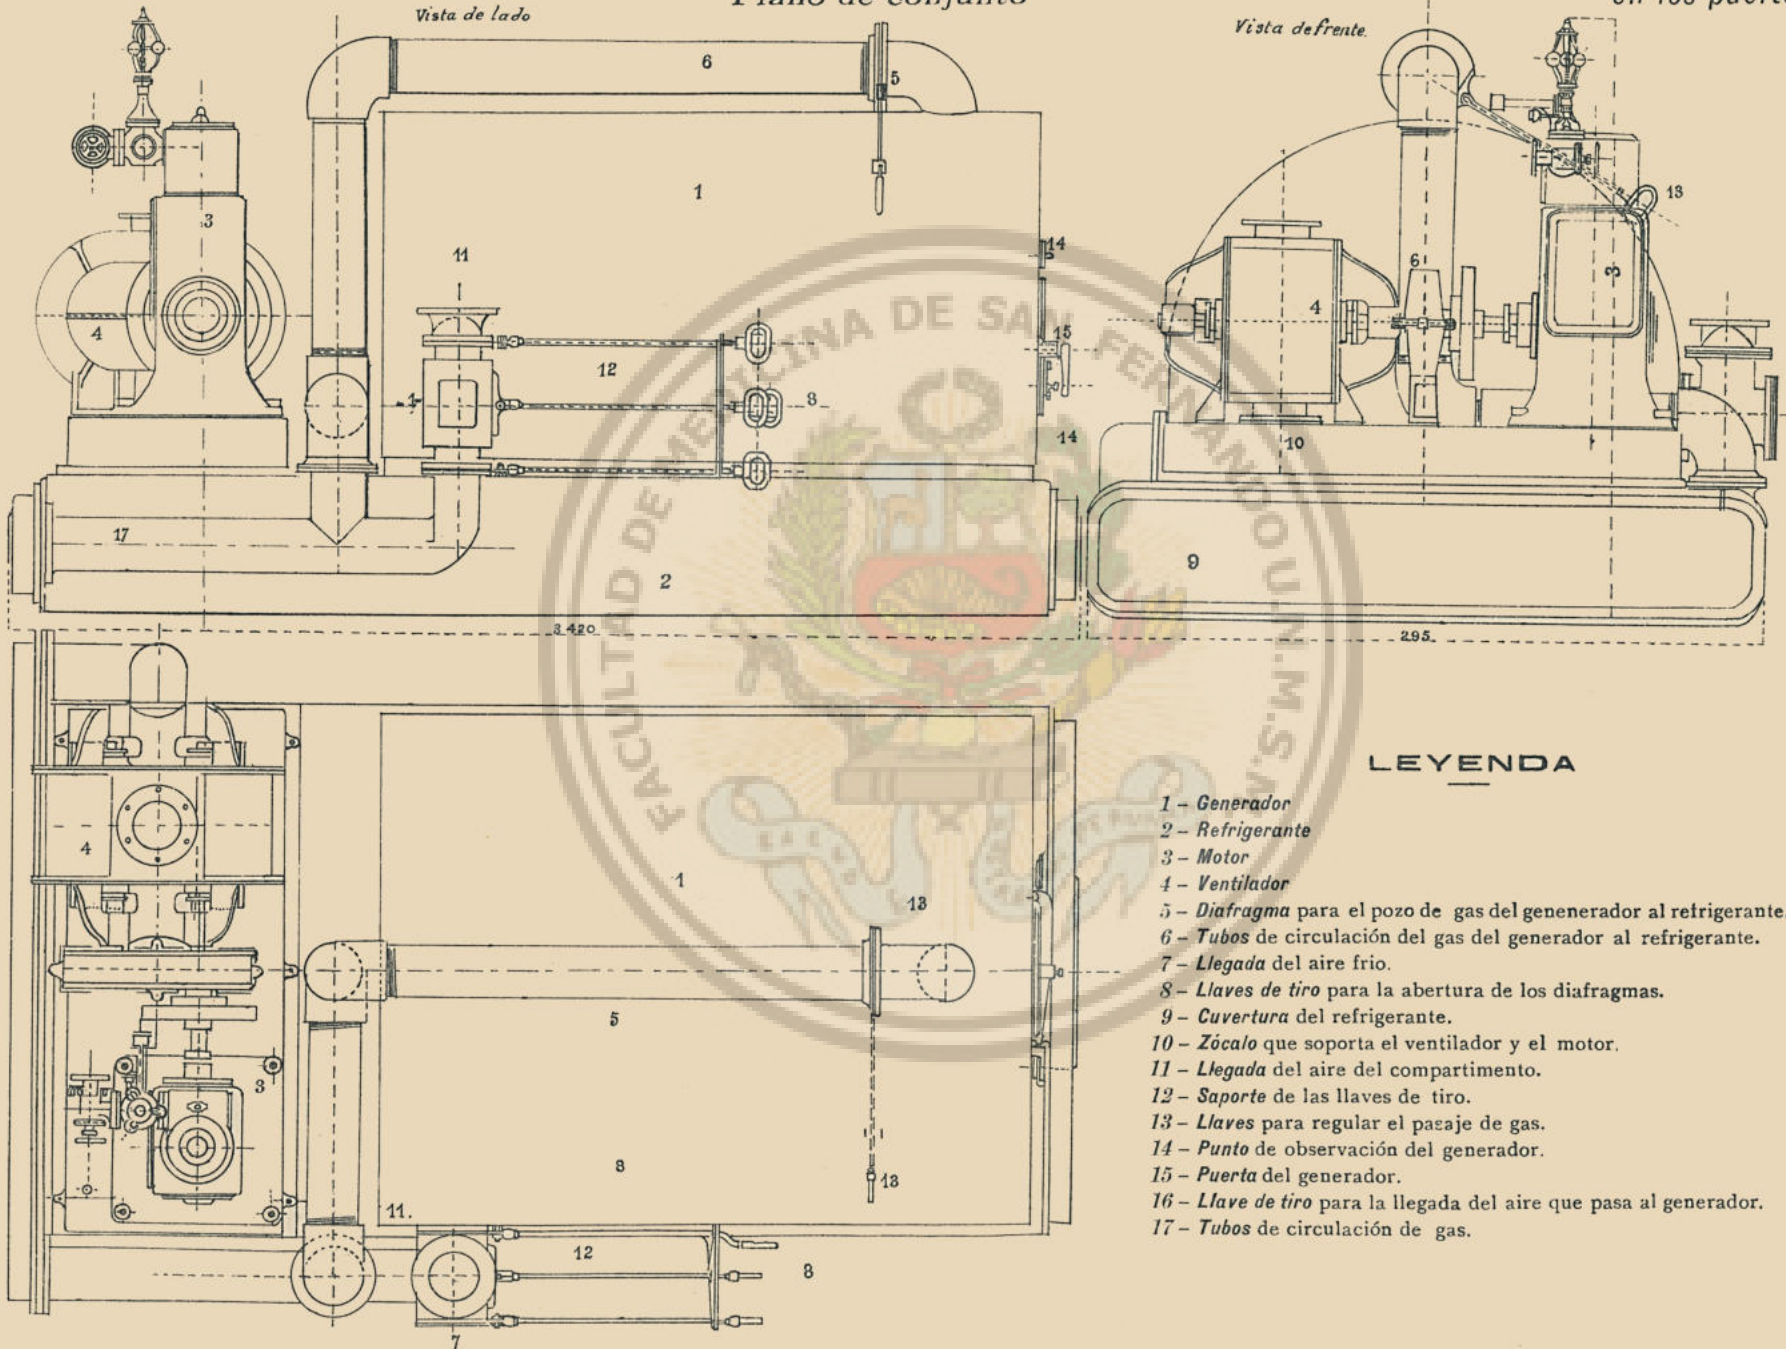 Vista de lado
Plano de conjunto
Vista de frente.
en los puert
6
5
1
3
4
11
12
8
14
15
14
17
2
3 420
13
6
4
3
10
9
295
4
1
13
5
3
8
13
11.
12
8
7
FACULTAD DE MEDICINA DE SAN FERNANDO U.N.M.S.M.
LEYENDA
1 - Generador
2 - Refrigerante
3 - Motor
4 - Ventilador
5 - Diafragma para el pozo de gas del genenerador al refrigerante.
6 - Tubos de circulación del gas del generador al refrigerante.
7 - Llegada del aire frio.
8 - Llaves de tiro para la abertura de los diafragmas.
9 - Cuvertura del refrigerante.
10 - Zócalo que soporta el ventilador y el motor.
11 - Llegada del aire del compartimento.
12 - Saporte de las llaves de tiro.
13 - Llaves para regular el pasaje de gas.
14 - Punto de observación del generador.
15 - Puerta del generador.
16 - Llave de tiro para la llegada del aire que pasa al generador.
17 - Tubos de circulación de gas.